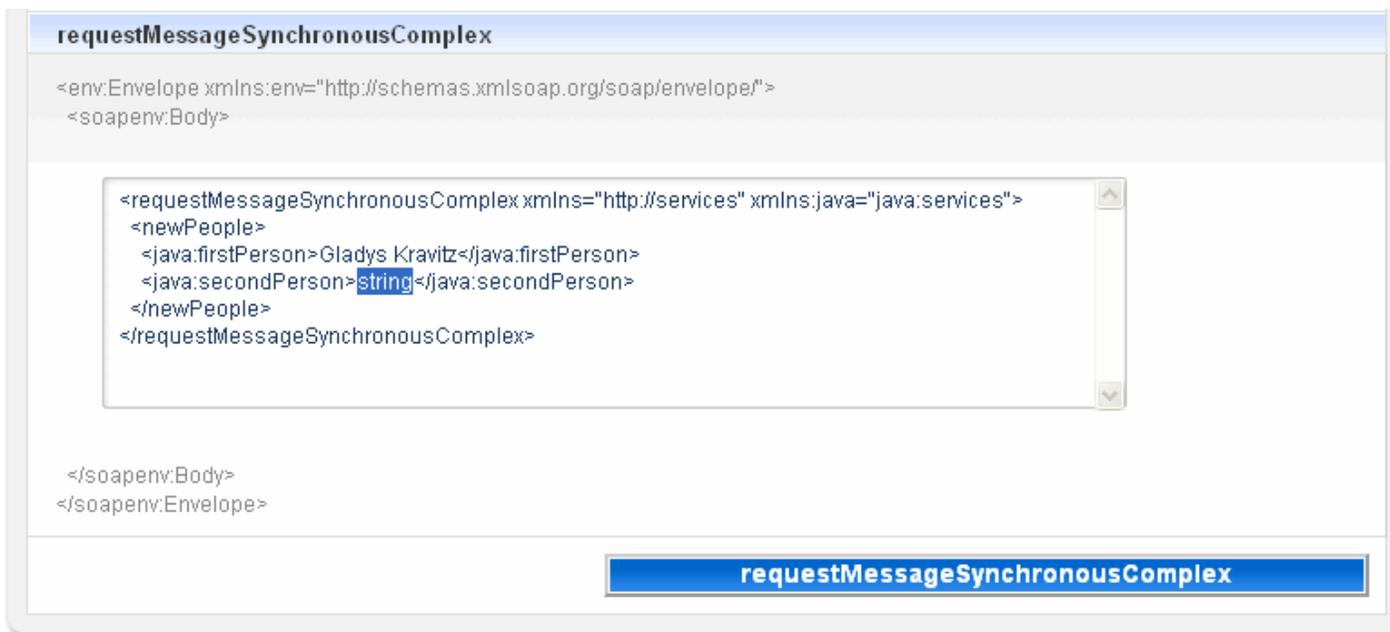 requestMessageSynchronousComplex
<env:Envelope xmlns:env="http://schemas.xmlsoap.org/soap/envelope/">
<soapenv:Body>
<requestMessageSynchronousComplex xmlns="http://services" xmlns:java="java:services">
<newPeople>
<java:firstPerson>Gladys Kravitz</java:firstPerson>
<java:secondPerson>string</java:secondPerson>
</newPeople>
</requestMessageSynchronousComplex>
</soapenv:Body>
</soapenv:Envelope>
requestMessageSynchronousComplex